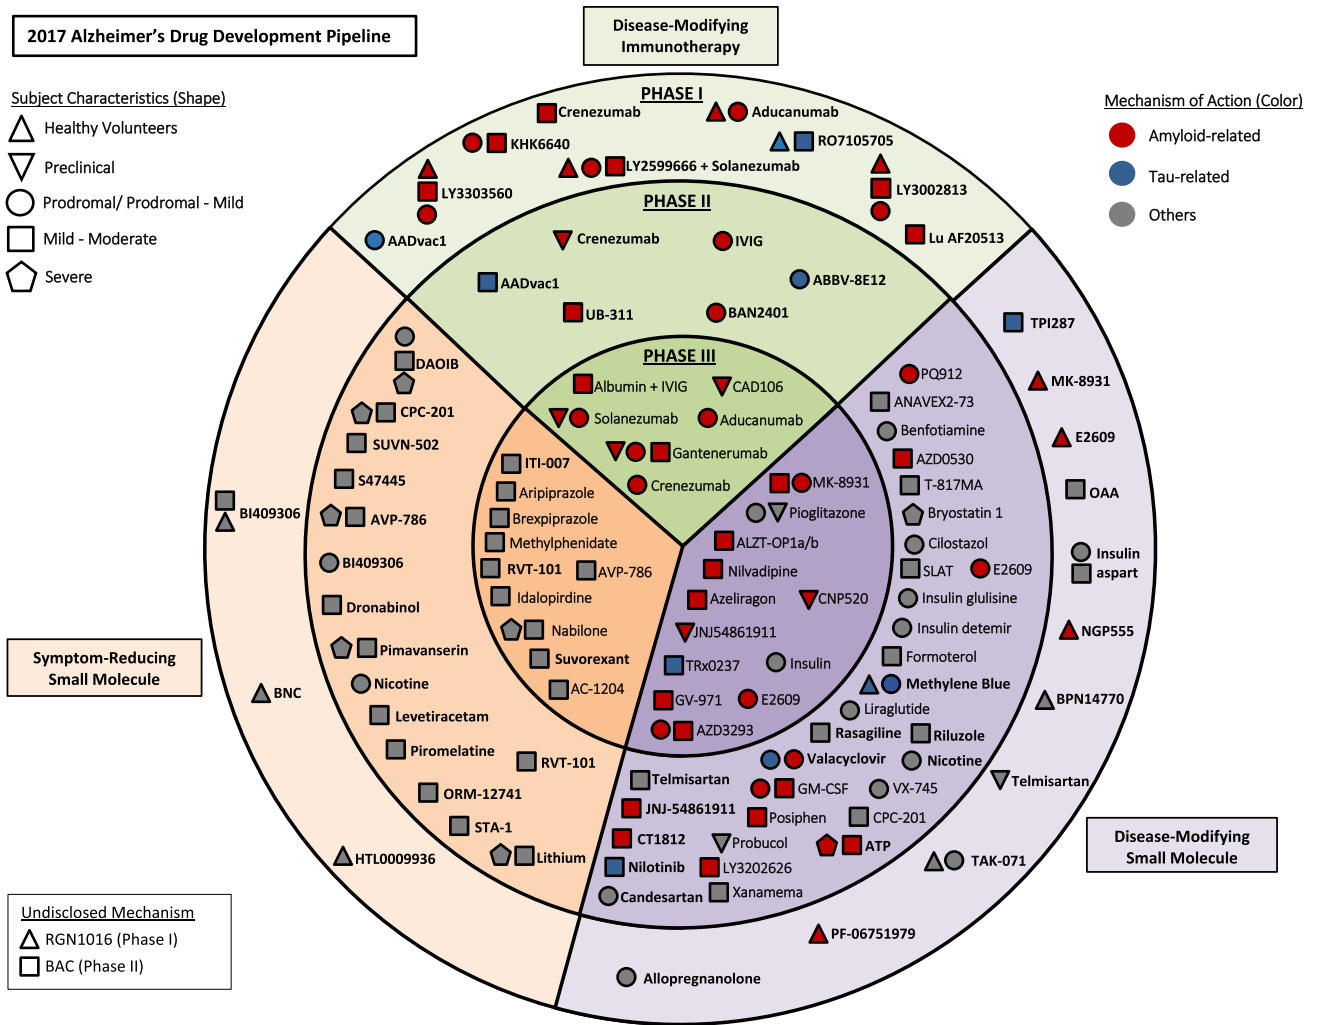 2017 Alzheimer's Drug Development Pipeline
Disease-Modifying
Immunotherapy
Subject Characteristics (Shape)
Healthy Volunteers
Preclinical
Prodromal/ Prodromal - Mild
Mild - Moderate
Severe
Mechanism of Action (Color)
Amyloid-related
Tau-related
Others
PHASE I
Crenezumab
Aducanumab
KHK6640
RO7105705
LY2599666 + Solanezumab
LY3303560
LY3002813
AADvac1
Lu AF20513
PHASE II
Crenezumab
IVIG
AADvac1
ABBV-8E12
UB-311
BAN2401
PHASE III
Albumin + IVIG
CAD106
Solanezumab
Aducanumab
Gantenerumab
Crenezumab
TPI287
MK-8931
E2609
OAA
Insulin
aspart
NGP555
BPN14770
Telmisartan
TAK-071
PF-06751979
Allopregnanolone
PQ912
ANAVEX2-73
Benfotiamine
AZD0530
T-817MA
Bryostatin 1
Cilostazol
SLAT
E2609
Insulin glulisine
Insulin detemir
Formoterol
Methylene Blue
Liraglutide
Rasagiline
Riluzole
Valacyclovir
Nicotine
Telmisartan
GM-CSF
VX-745
JNJ-54861911
Posiphen
CPC-201
CT1812
Probucol
ATP
Nilotinib
LY3202626
Candesartan
Xanamema
MK-8931
Pioglitazone
ALZT-OP1a/b
Nilvadipine
Azeliragon
CNP520
JNJ54861911
TRx0237
Insulin
GV-971
E2609
AZD3293
ITI-007
Aripiprazole
Brexpiprazole
Methylphenidate
RVT-101
AVP-786
Idalopirdine
Nabilone
Suvorexant
AC-1204
DAOIB
CPC-201
SUVN-502
S47445
AVP-786
BI409306
Dronabinol
Pimavanserin
Nicotine
Levetiracetam
Piromelatine
RVT-101
ORM-12741
STA-1
Lithium
BI409306
BNC
HTL0009936
Symptom-Reducing
Small Molecule
Disease-Modifying
Small Molecule
Undisclosed Mechanism
RGN1016 (Phase I)
BAC (Phase II)